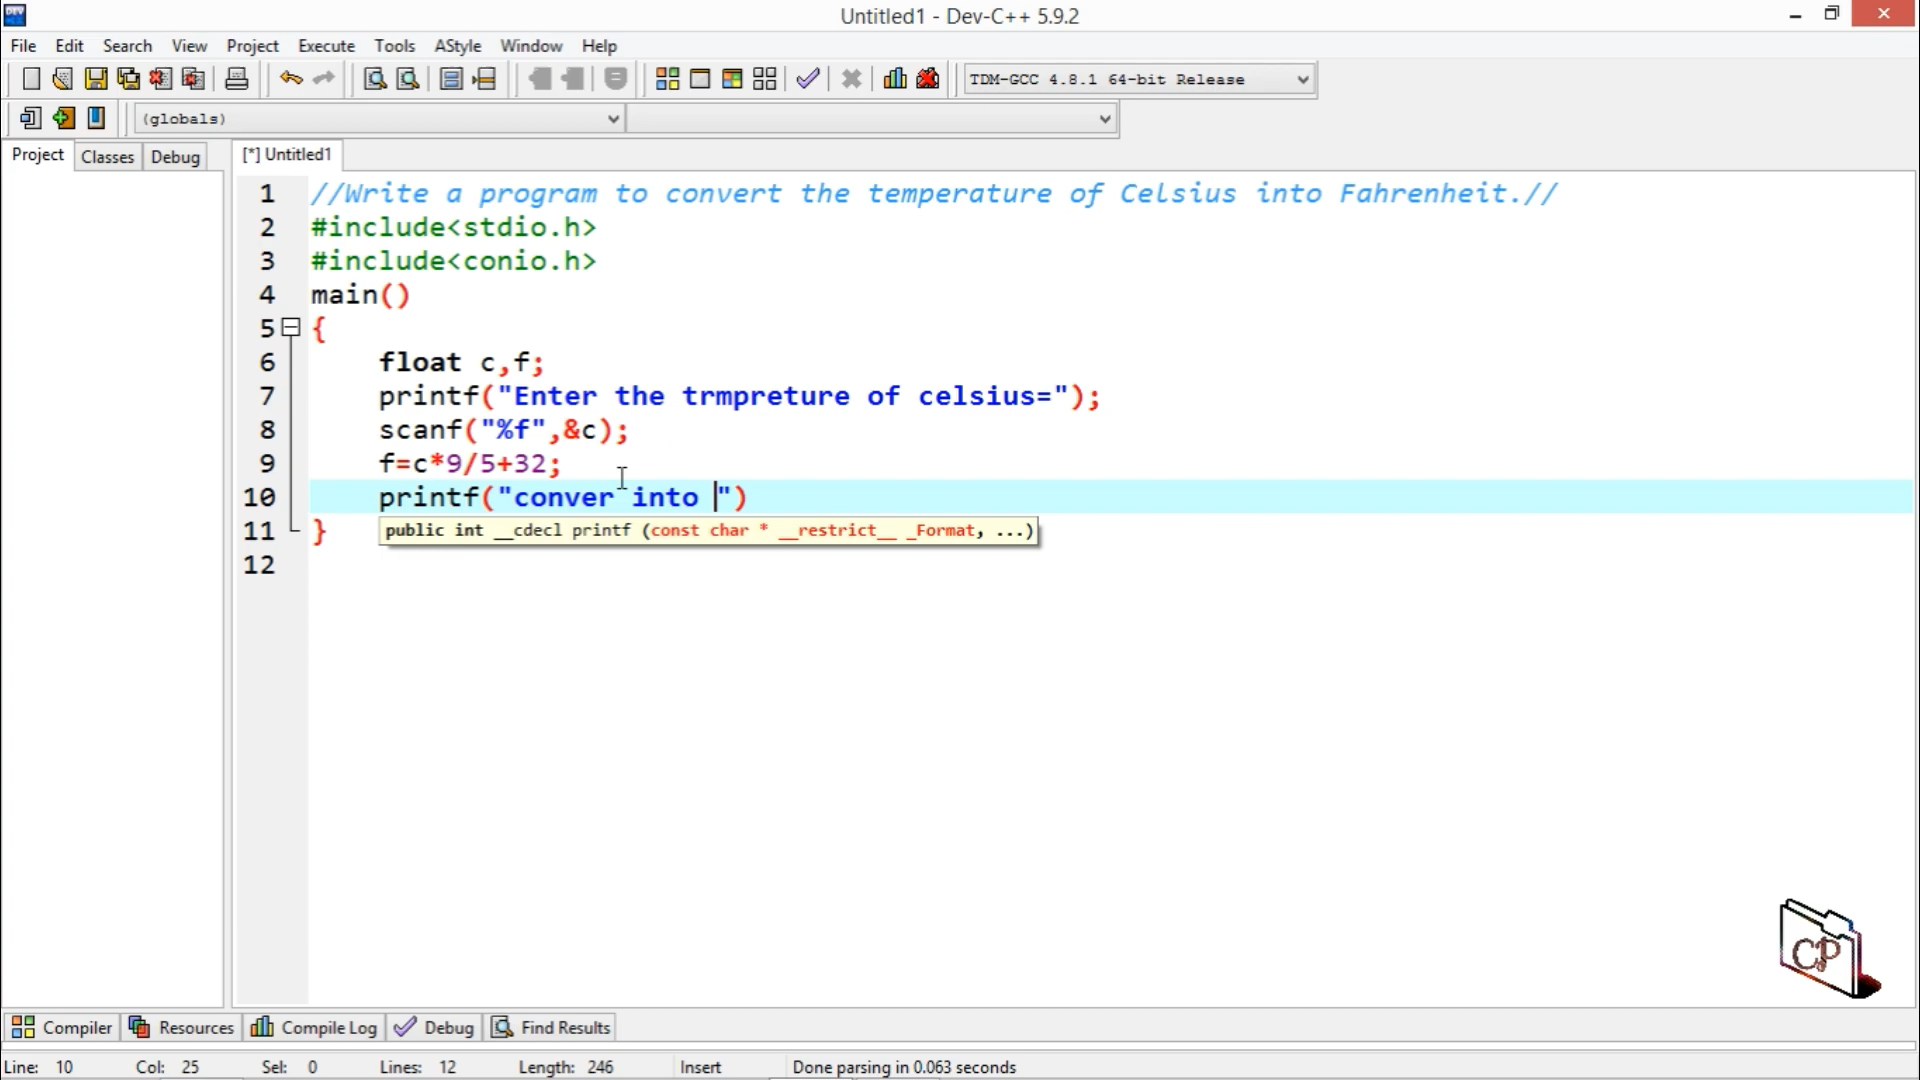 Untitled1 - Dev-C++ 5.9.2
File Edit Search View Project Execute Tools AStyle Window Help
TDM-GCC 4.8.1 64-bit Release
(globals)
Project Classes Debug [*] Untitled1
1 //Write a program to convert the temperature of Celsius into Fahrenheit.//
2 #include<stdio.h>
3 #include<conio.h>
4 main()
5 {
6 float c,f;
7 printf("Enter the trmpreture of celsius=");
8 scanf("%f",&c);
9 f=c*9/5+32;
10 printf("conver into ")
11 }
public int __cdecl printf (const char * __restrict__ _Format, ...)
12
CP
Compiler Resources Compile Log Debug Find Results
Line: 10 Col: 25 Sel: 0 Lines: 12 Length: 246 Insert Done parsing in 0.063 seconds